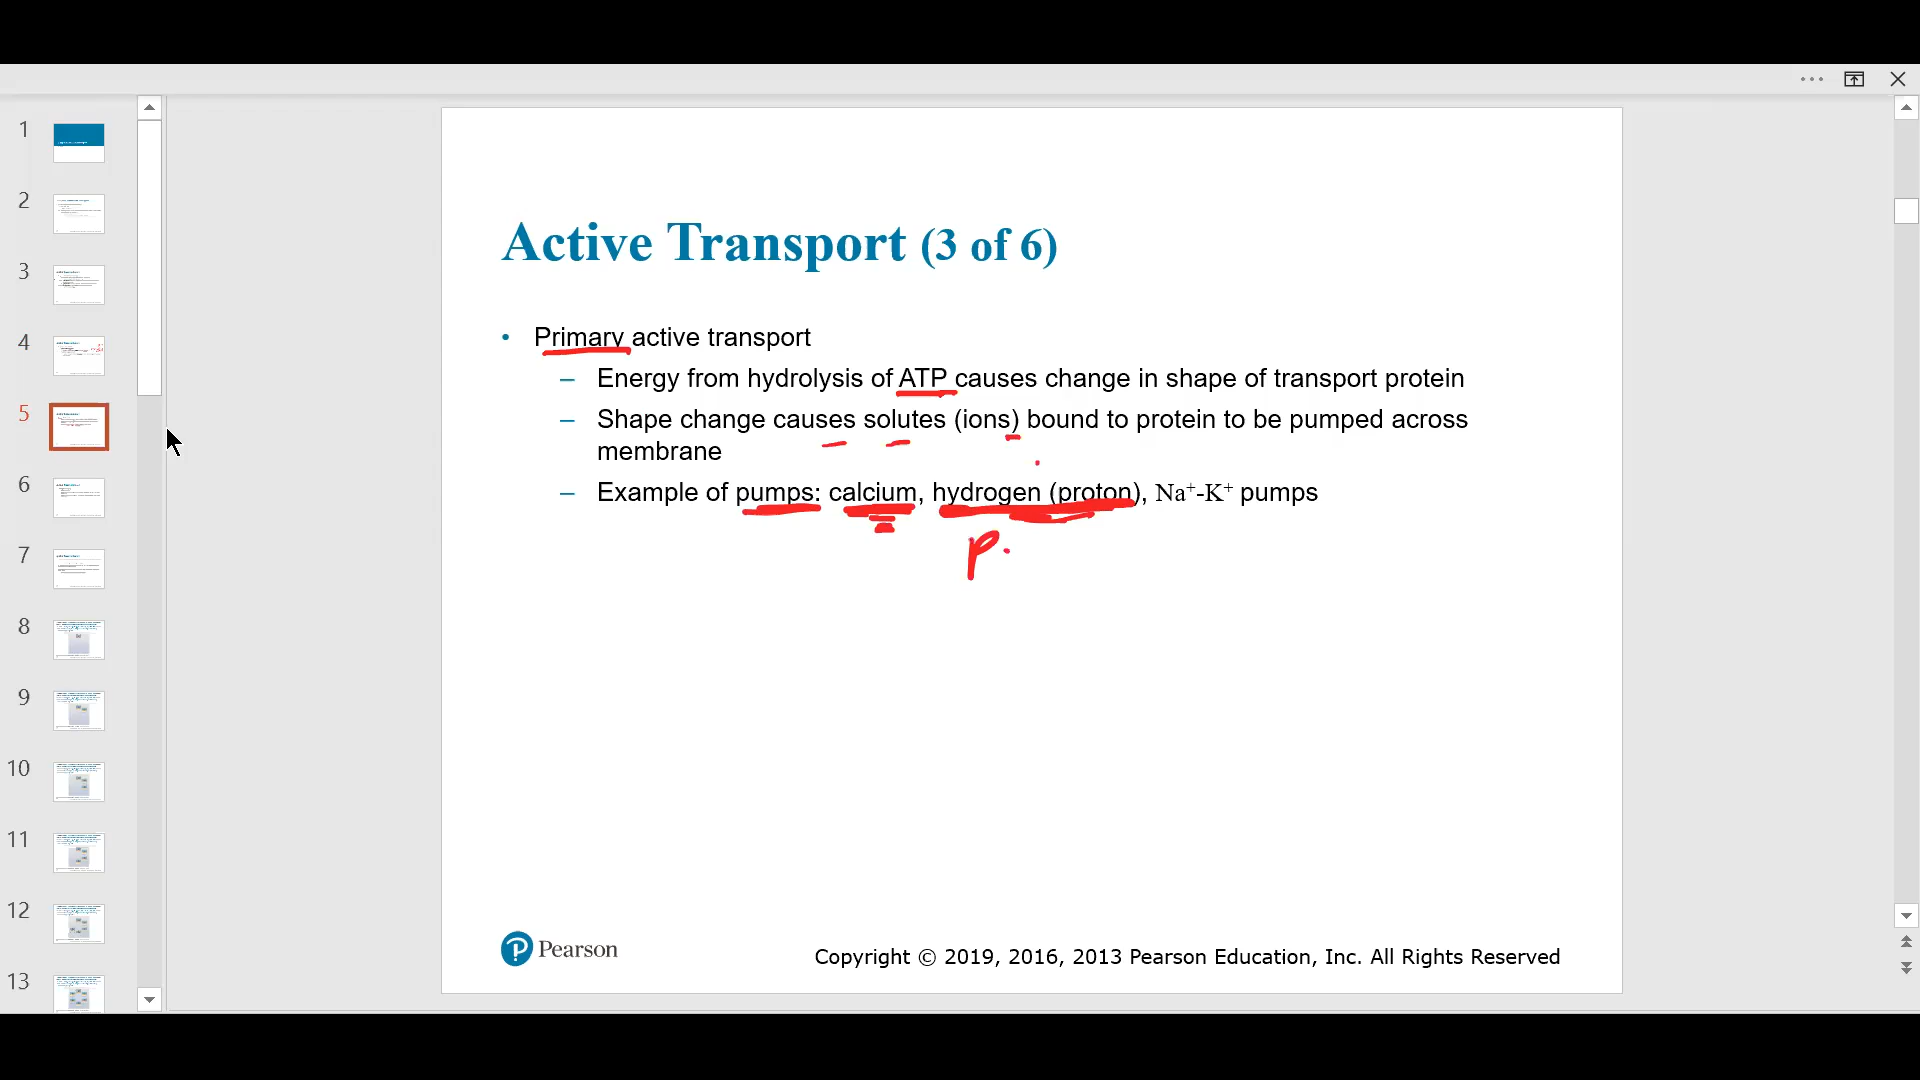 1
2
3
4
5
6
7
8
9
10
11
12
13
Active Transport (3 of 6)
• Primary active transport
– Energy from hydrolysis of ATP causes change in shape of transport protein
– Shape change causes solutes (ions) bound to protein to be pumped across
membrane
– Example of pumps: calcium, hydrogen (proton), Na⁺-K⁺ pumps
P
Pearson
Copyright © 2019, 2016, 2013 Pearson Education, Inc. All Rights Reserved